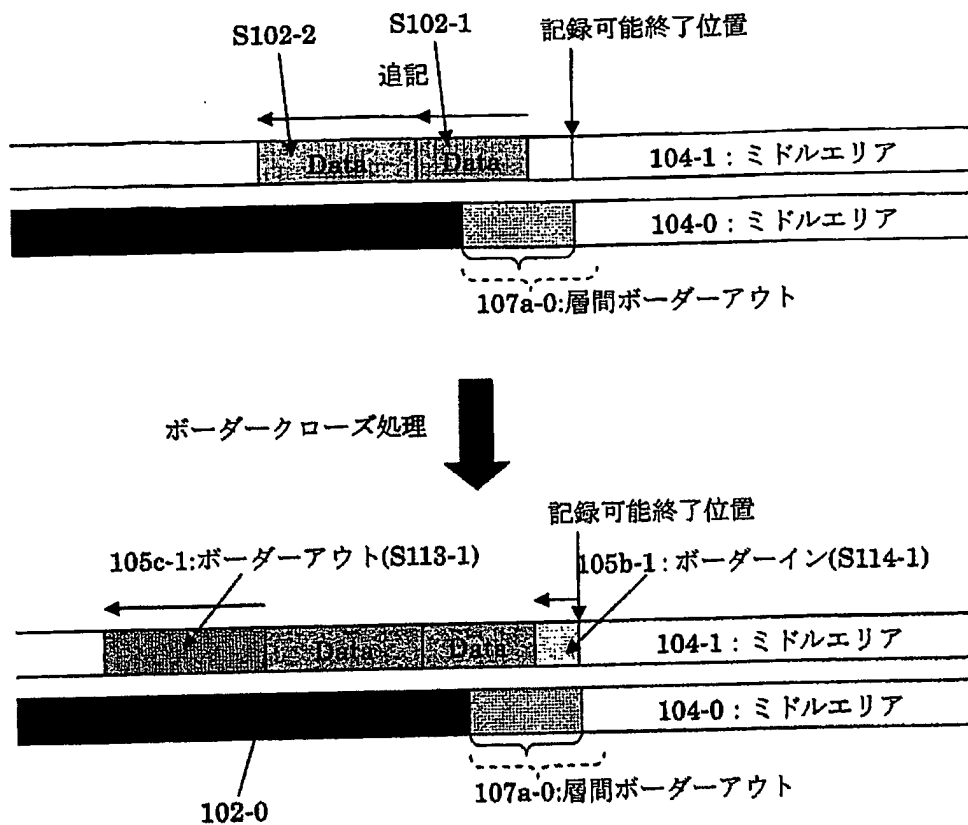 S102-2
S102-1
記録可能終了位置
追記
Data
Data
104-1：ミドルエリア
104-0：ミドルエリア
107a-0:層間ボーダーアウト
ボーダークローズ処理
記録可能終了位置
105c-1:ボーダーアウト(S113-1)
105b-1：ボーダーイン(S114-1)
Data
Data
104-1：ミドルエリア
104-0：ミドルエリア
107a-0:層間ボーダーアウト
102-0